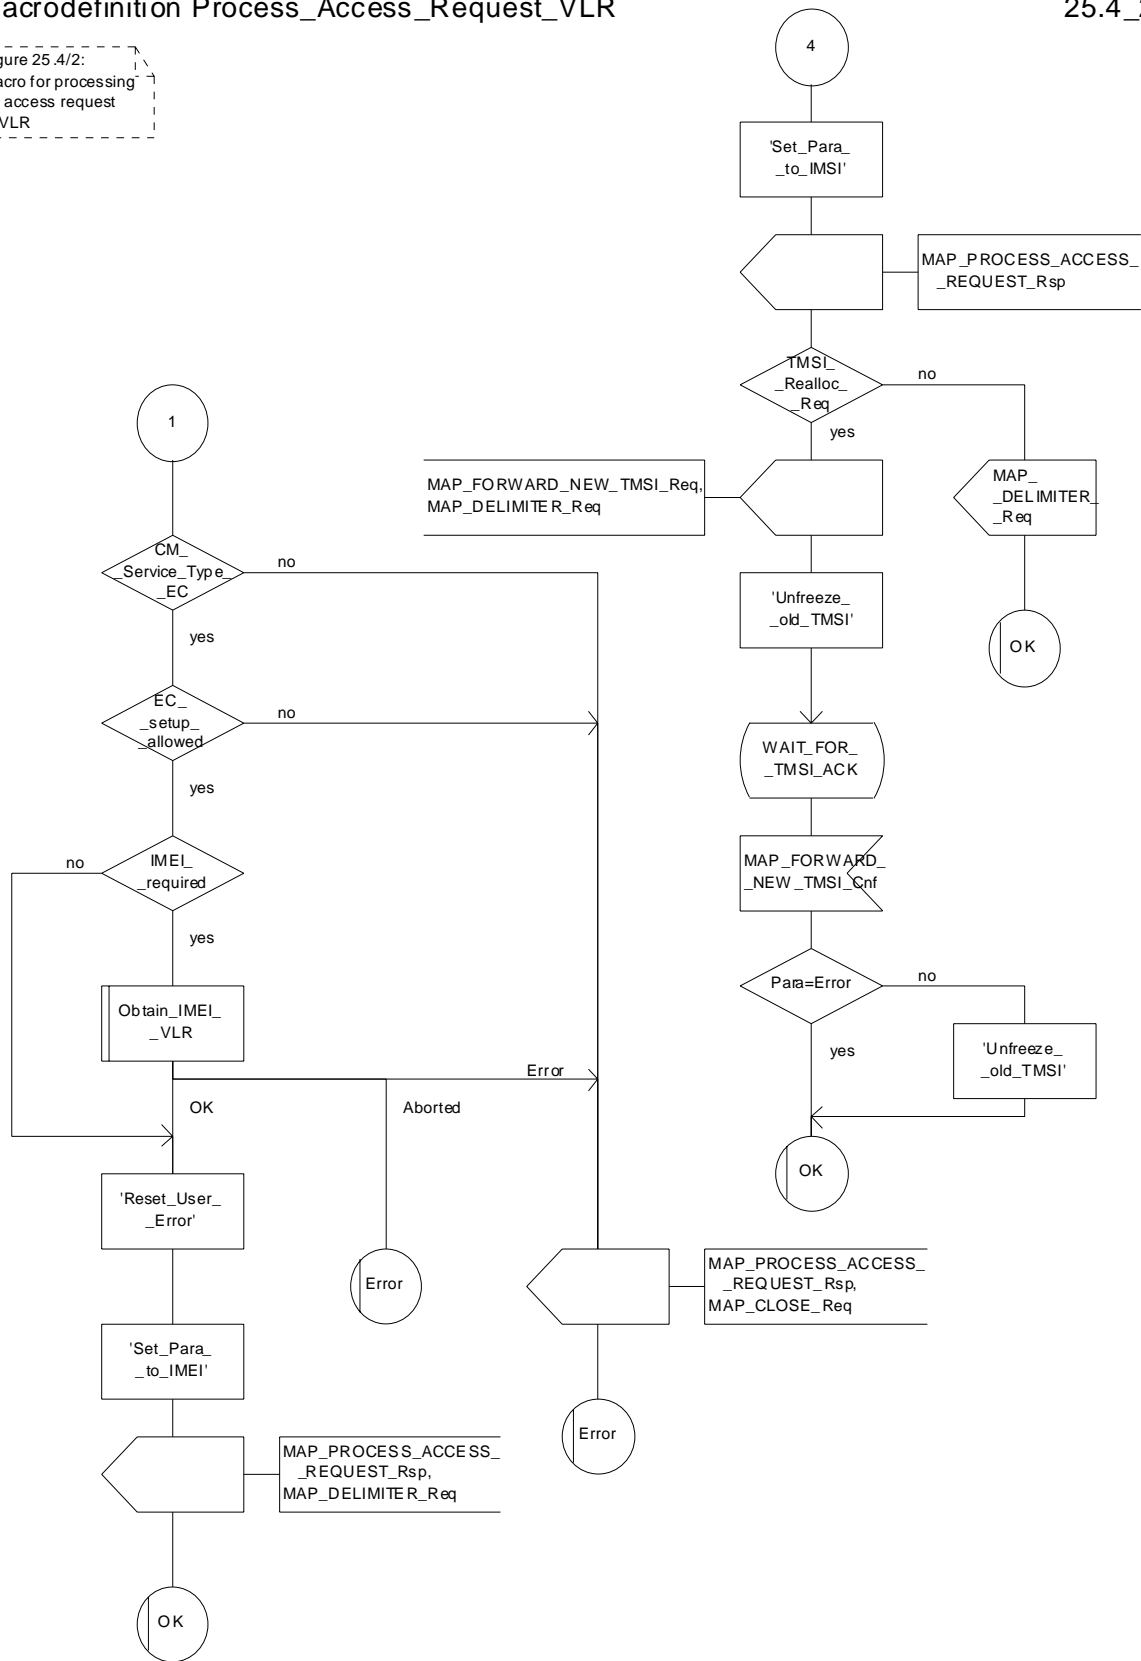 acrodefinition Process_Access_Request_VLR
25.4_
gure 25.4/2:
acro for processing
access request
VLR
4
'Set_Para_
_to_IMSI'
MAP_PROCESS_ACCESS_
_REQUEST_Rsp
TMSI_
_Realloc_
_Req
no
yes
MAP_FORWARD_NEW_TMSI_Req,
MAP_DELIMITER_Req
MAP_
_DELIMITER_
_Req
'Unfreeze_
_old_TMSI'
OK
WAIT_FOR_
_TMSI_ACK
MAP_FORWARD_
_NEW_TMSI_Cnf
Para=Error
no
yes
'Unfreeze_
_old_TMSI'
OK
1
CM_
_Service_Type_
_EC
no
yes
EC_
_setup_
_allowed
no
yes
IMEI_
_required
no
yes
Obtain_IMEI_
_VLR
Error
OK
Aborted
'Reset_User_
_Error'
Error
MAP_PROCESS_ACCESS_
_REQUEST_Rsp,
MAP_CLOSE_Req
'Set_Para_
_to_IMEI'
Error
MAP_PROCESS_ACCESS_
_REQUEST_Rsp,
MAP_DELIMITER_Req
OK